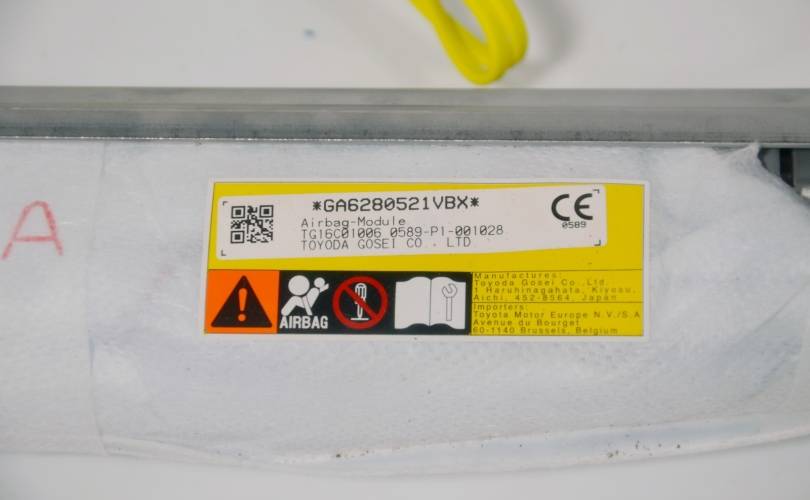 A
*GA6280521VBX*
Airbag-Module
TG16C01006 0589-P1-001028
TOYODA GOSEI CO., LTD
CE
0589
AIRBAG
Manufactures:
Toyoda Gosei Co.,Ltd.
1 Haruhinagahata, Kiyosu,
Aichi, 452-8564, Japan
Importers:
Toyota Motor Europe N.V./S.A
Avenue du Bourget
60-1140 Brussels, Belgium